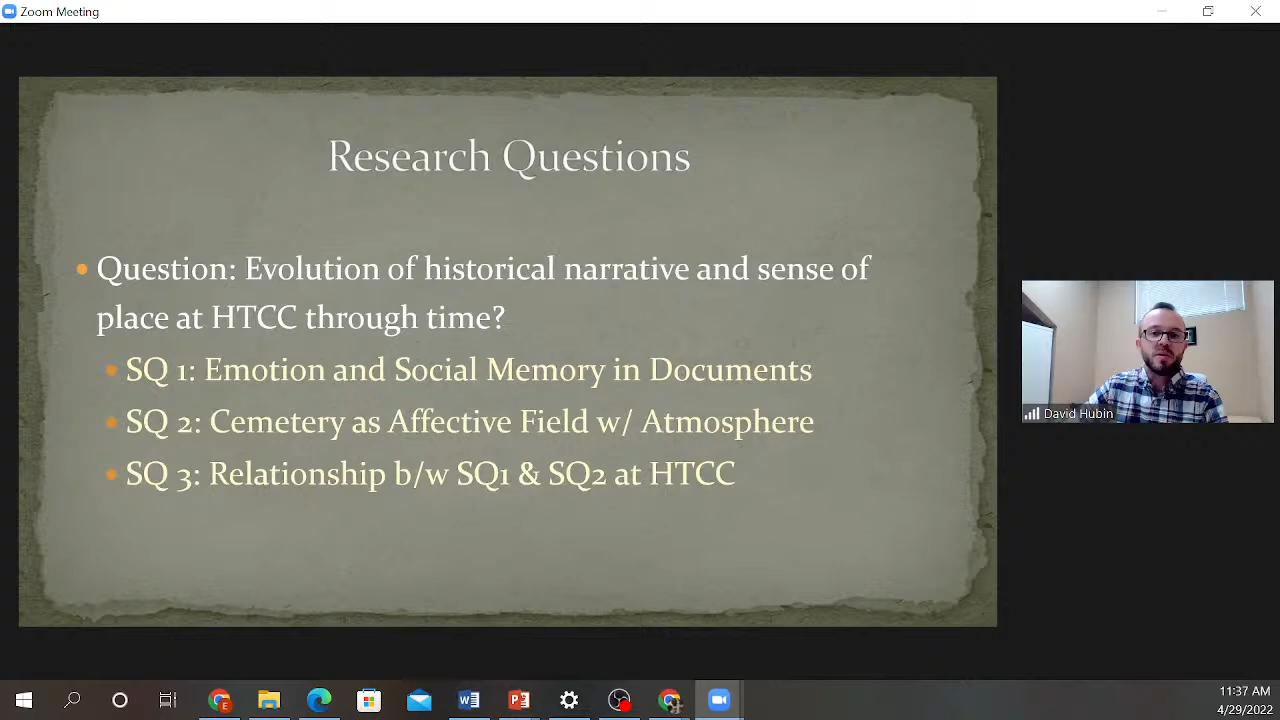 Zoom Meeting
Research Questions
• Question: Evolution of historical narrative and sense of
place at HTCC through time?
• SQ 1: Emotion and Social Memory in Documents
• SQ 2: Cemetery as Affective Field w/ Atmosphere
• SQ 3: Relationship b/w SQ1 & SQ2 at HTCC
David Hubin
11:37 AM
4/29/2022